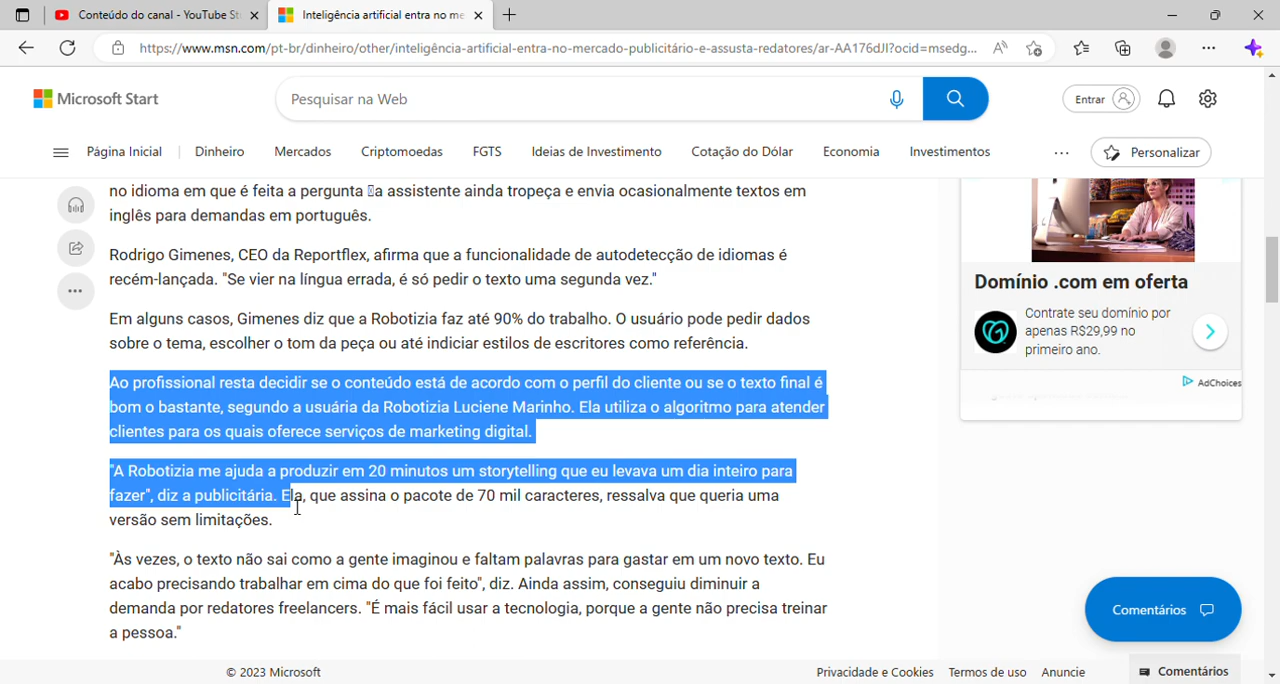 Conteúdo do canal - YouTube St
Inteligência artificial entra no me
https://www.msn.com/pt-br/dinheiro/other/inteligência-artificial-entra-no-mercado-publicitário-e-assusta-redatores/ar-AA176dJI?ocid=msedg...
Microsoft Start
Pesquisar na Web
Entrar
Página Inicial
Dinheiro
Mercados
Criptomoedas
FGTS
Ideias de Investimento
Cotação do Dólar
Economia
Investimentos
Personalizar
no idioma em que é feita a pergunta a assistente ainda tropeça e envia ocasionalmente textos em
inglês para demandas em português.
Rodrigo Gimenes, CEO da Reportflex, afirma que a funcionalidade de autodetecção de idiomas é
recém-lançada. "Se vier na língua errada, é só pedir o texto uma segunda vez."
Em alguns casos, Gimenes diz que a Robotizia faz até 90% do trabalho. O usuário pode pedir dados
sobre o tema, escolher o tom da peça ou até indiciar estilos de escritores como referência.
Ao profissional resta decidir se o conteúdo está de acordo com o perfil do cliente ou se o texto final é
bom o bastante, segundo a usuária da Robotizia Luciene Marinho. Ela utiliza o algoritmo para atender
clientes para os quais oferece serviços de marketing digital.
"A Robotizia me ajuda a produzir em 20 minutos um storytelling que eu levava um dia inteiro para
fazer", diz a publicitária. Ela, que assina o pacote de 70 mil caracteres, ressalva que queria uma
versão sem limitações.
"Às vezes, o texto não sai como a gente imaginou e faltam palavras para gastar em um novo texto. Eu
acabo precisando trabalhar em cima do que foi feito", diz. Ainda assim, conseguiu diminuir a
demanda por redatores freelancers. "É mais fácil usar a tecnologia, porque a gente não precisa treinar
a pessoa."
Domínio .com em oferta
Contrate seu domínio por
apenas R$29,99 no
primeiro ano.
AdChoices
Comentários
© 2023 Microsoft
Privacidade e Cookies
Termos de uso
Anuncie
Comentários